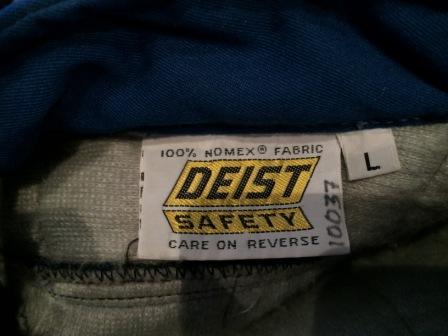 100% NOMEX® FABRIC
DEIST
SAFETY
CARE ON REVERSE
10037
L